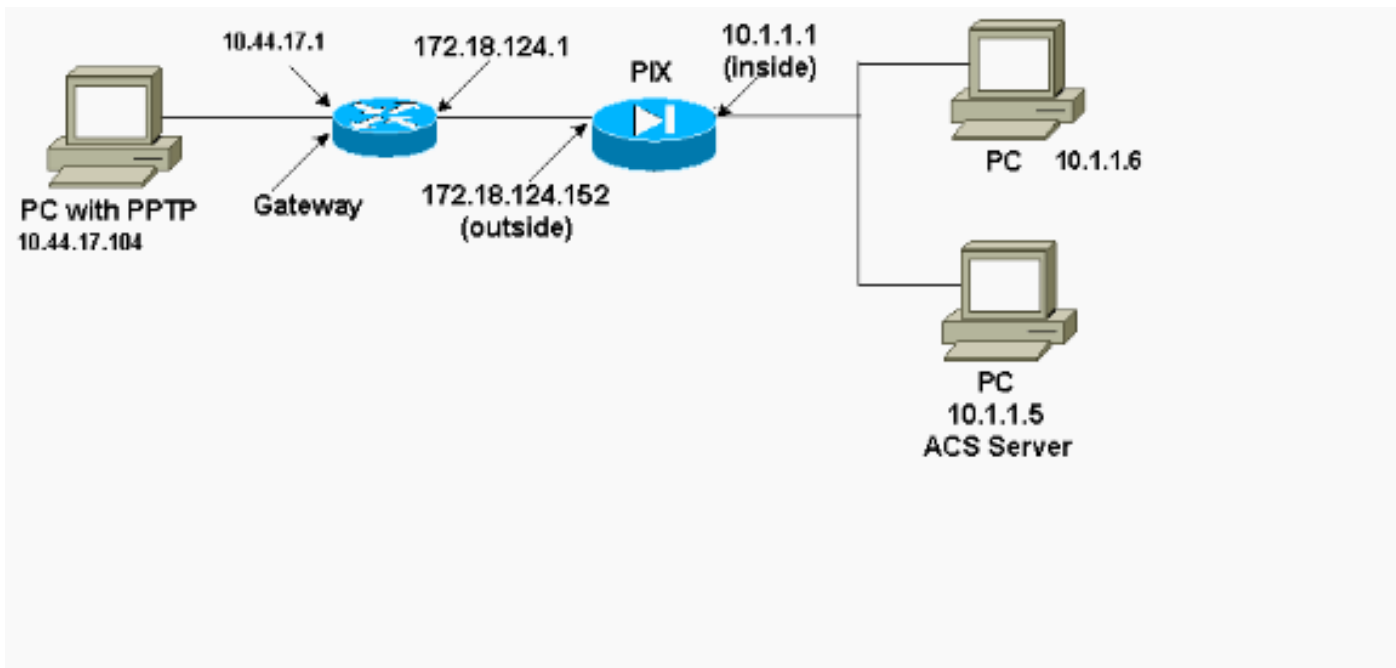 10.44.17.1
172.18.124.1
PIX
10.1.1.1
(inside)
PC 10.1.1.6
PC with PPTP
10.44.17.104
Gateway
172.18.124.152
(outside)
PC
10.1.1.5
ACS Server